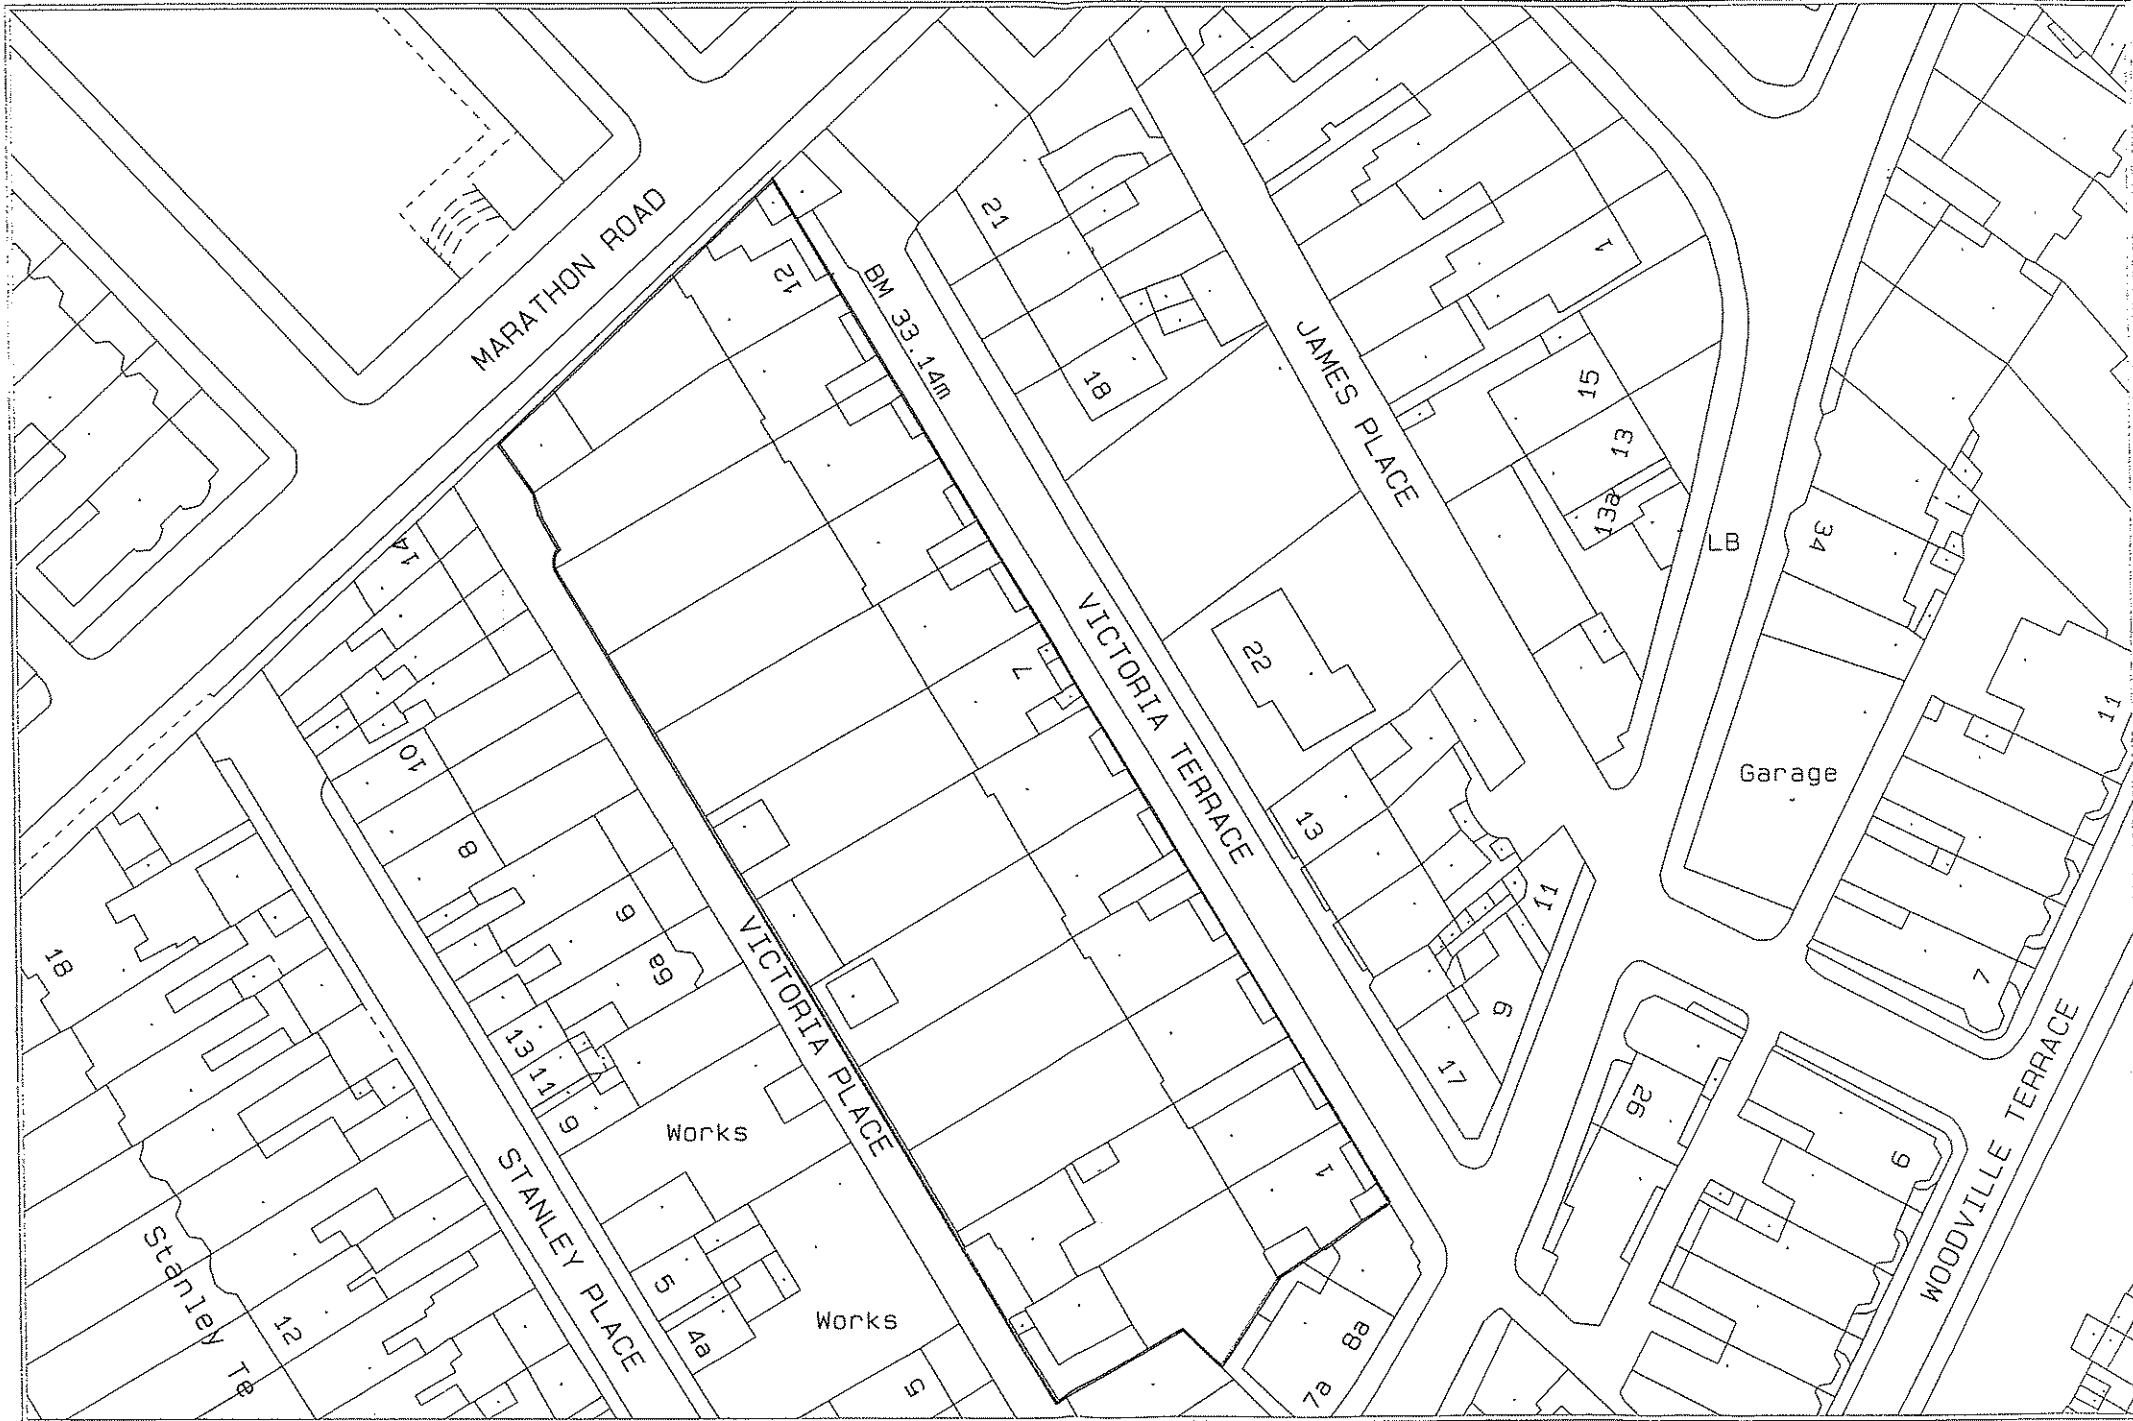 MARATHON ROAD
12
BM 33.14m
21
18
JAMES PLACE
1
15
13
13a
LB
34
14
10
8
6
6a
7
VICTORIA TERRACE
22
13
11
9
17
Garage
11
7
18
13
11
9
Works
VICTORIA PLACE
STANLEY PLACE
Stanley Te
12
5
4a
Works
5
1
8a
7a
26
9
WOODVILLE TERRACE